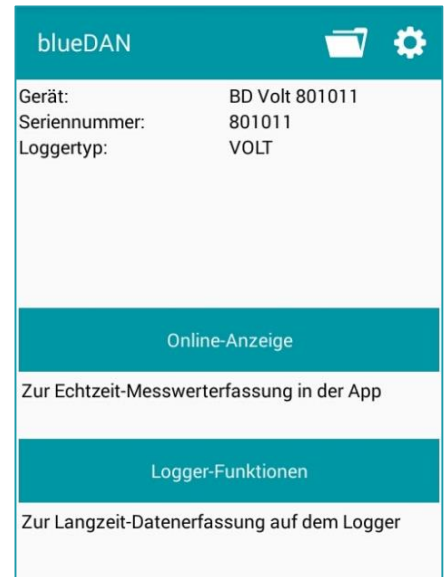 blueDAN
Gerät: BD Volt 801011
Seriennummer: 801011
Loggertyp: VOLT
Online-Anzeige
Zur Echtzeit-Messwerterfassung in der App
Logger-Funktionen
Zur Langzeit-Datenerfassung auf dem Logger